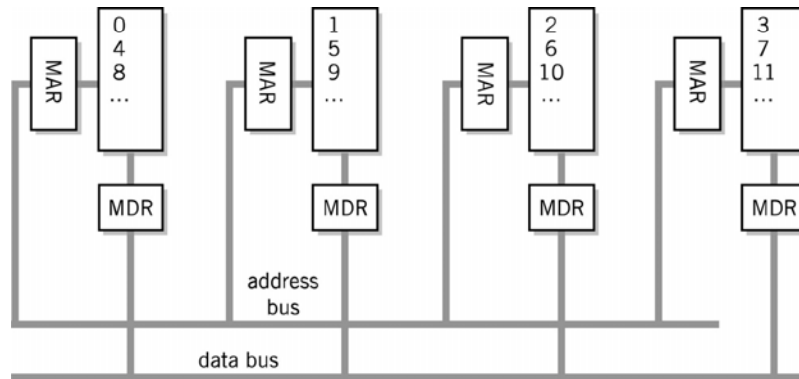 MAR
0
4
8
...
MDR
MAR
1
5
9
...
MDR
MAR
2
6
10
...
MDR
MAR
3
7
11
...
MDR
address
bus
data bus